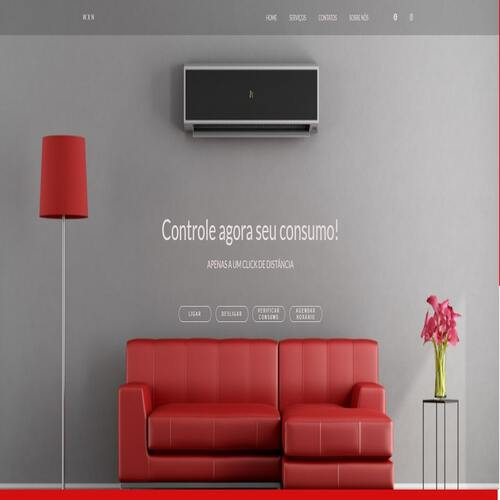 WXN
HOME SERVIÇOS CONTATOS SOBRE NÓS
Controle agora seu consumo!
APENAS A UM CLICK DE DISTÂNCIA
LIGAR
DESLIGAR
VERIFICAR
CONSUMO
AGENDAR
HORÁRIO